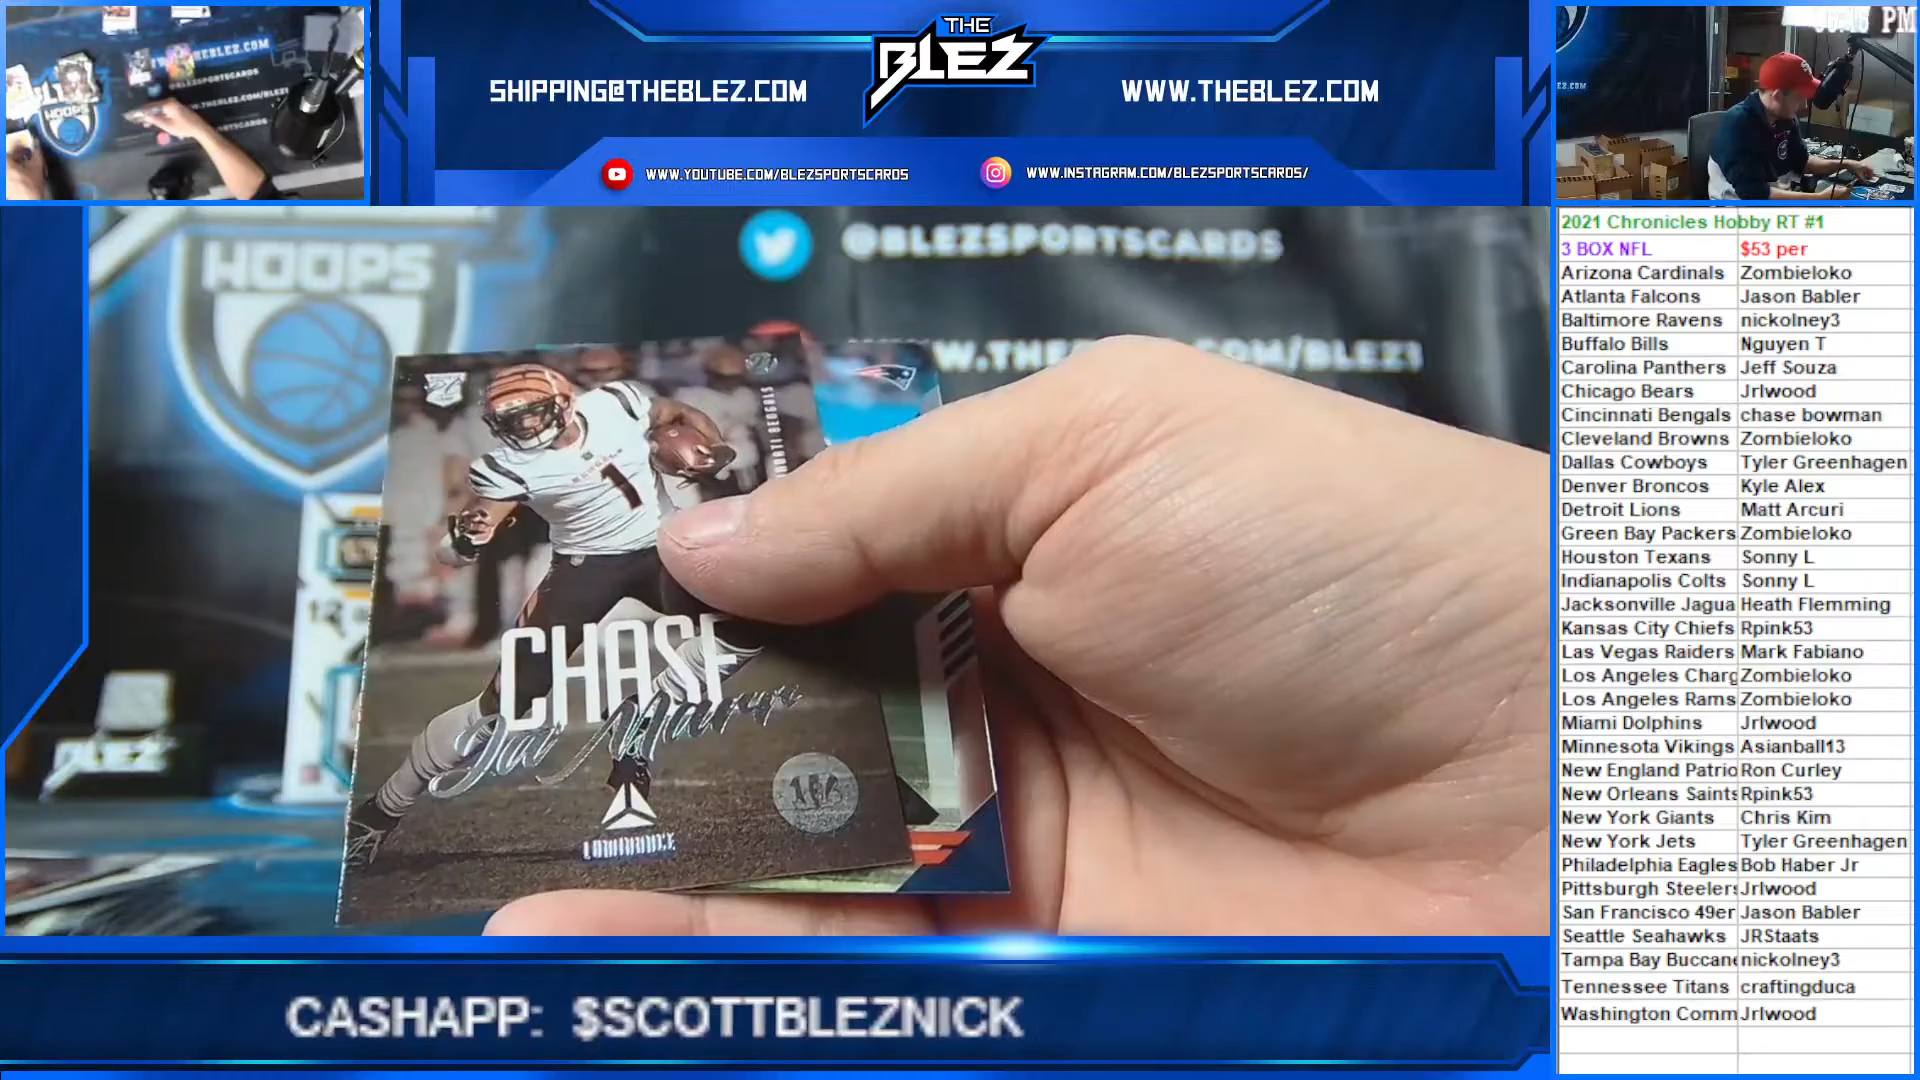 PM
THE
BLEZ
SHIPPING@THEBLEZ.COM
WWW.THEBLEZ.COM
WWW.YOUTUBE.COM/BLEZSPORTSCARDS
WWW.INSTAGRAM.COM/BLEZSPORTSCARDS/
HOOPS
@BLEZSPORTSCARDS
BLEZ
1
CHASE
Ja'Marr
LUMINANCE
2021 Chronicles Hobby RT #1
3 BOX NFL $53 per
Arizona Cardinals Zombieloko
Atlanta Falcons Jason Babler
Baltimore Ravens nickolney3
Buffalo Bills Nguyen T
Carolina Panthers Jeff Souza
Chicago Bears Jrlwood
Cincinnati Bengals chase bowman
Cleveland Browns Zombieloko
Dallas Cowboys Tyler Greenhagen
Denver Broncos Kyle Alex
Detroit Lions Matt Arcuri
Green Bay Packers Zombieloko
Houston Texans Sonny L
Indianapolis Colts Sonny L
Jacksonville Jagua Heath Flemming
Kansas City Chiefs Rpink53
Las Vegas Raiders Mark Fabiano
Los Angeles Charg Zombieloko
Los Angeles Rams Zombieloko
Miami Dolphins Jrlwood
Minnesota Vikings Asianball13
New England Patrio Ron Curley
New Orleans Saints Rpink53
New York Giants Chris Kim
New York Jets Tyler Greenhagen
Philadelphia Eagles Bob Haber Jr
Pittsburgh Steelers Jrlwood
San Francisco 49er Jason Babler
Seattle Seahawks JRStaats
Tampa Bay Buccane nickolney3
Tennessee Titans craftingduca
Washington Comm Jrlwood
CASHAPP: $SCOTTBLEZNICK